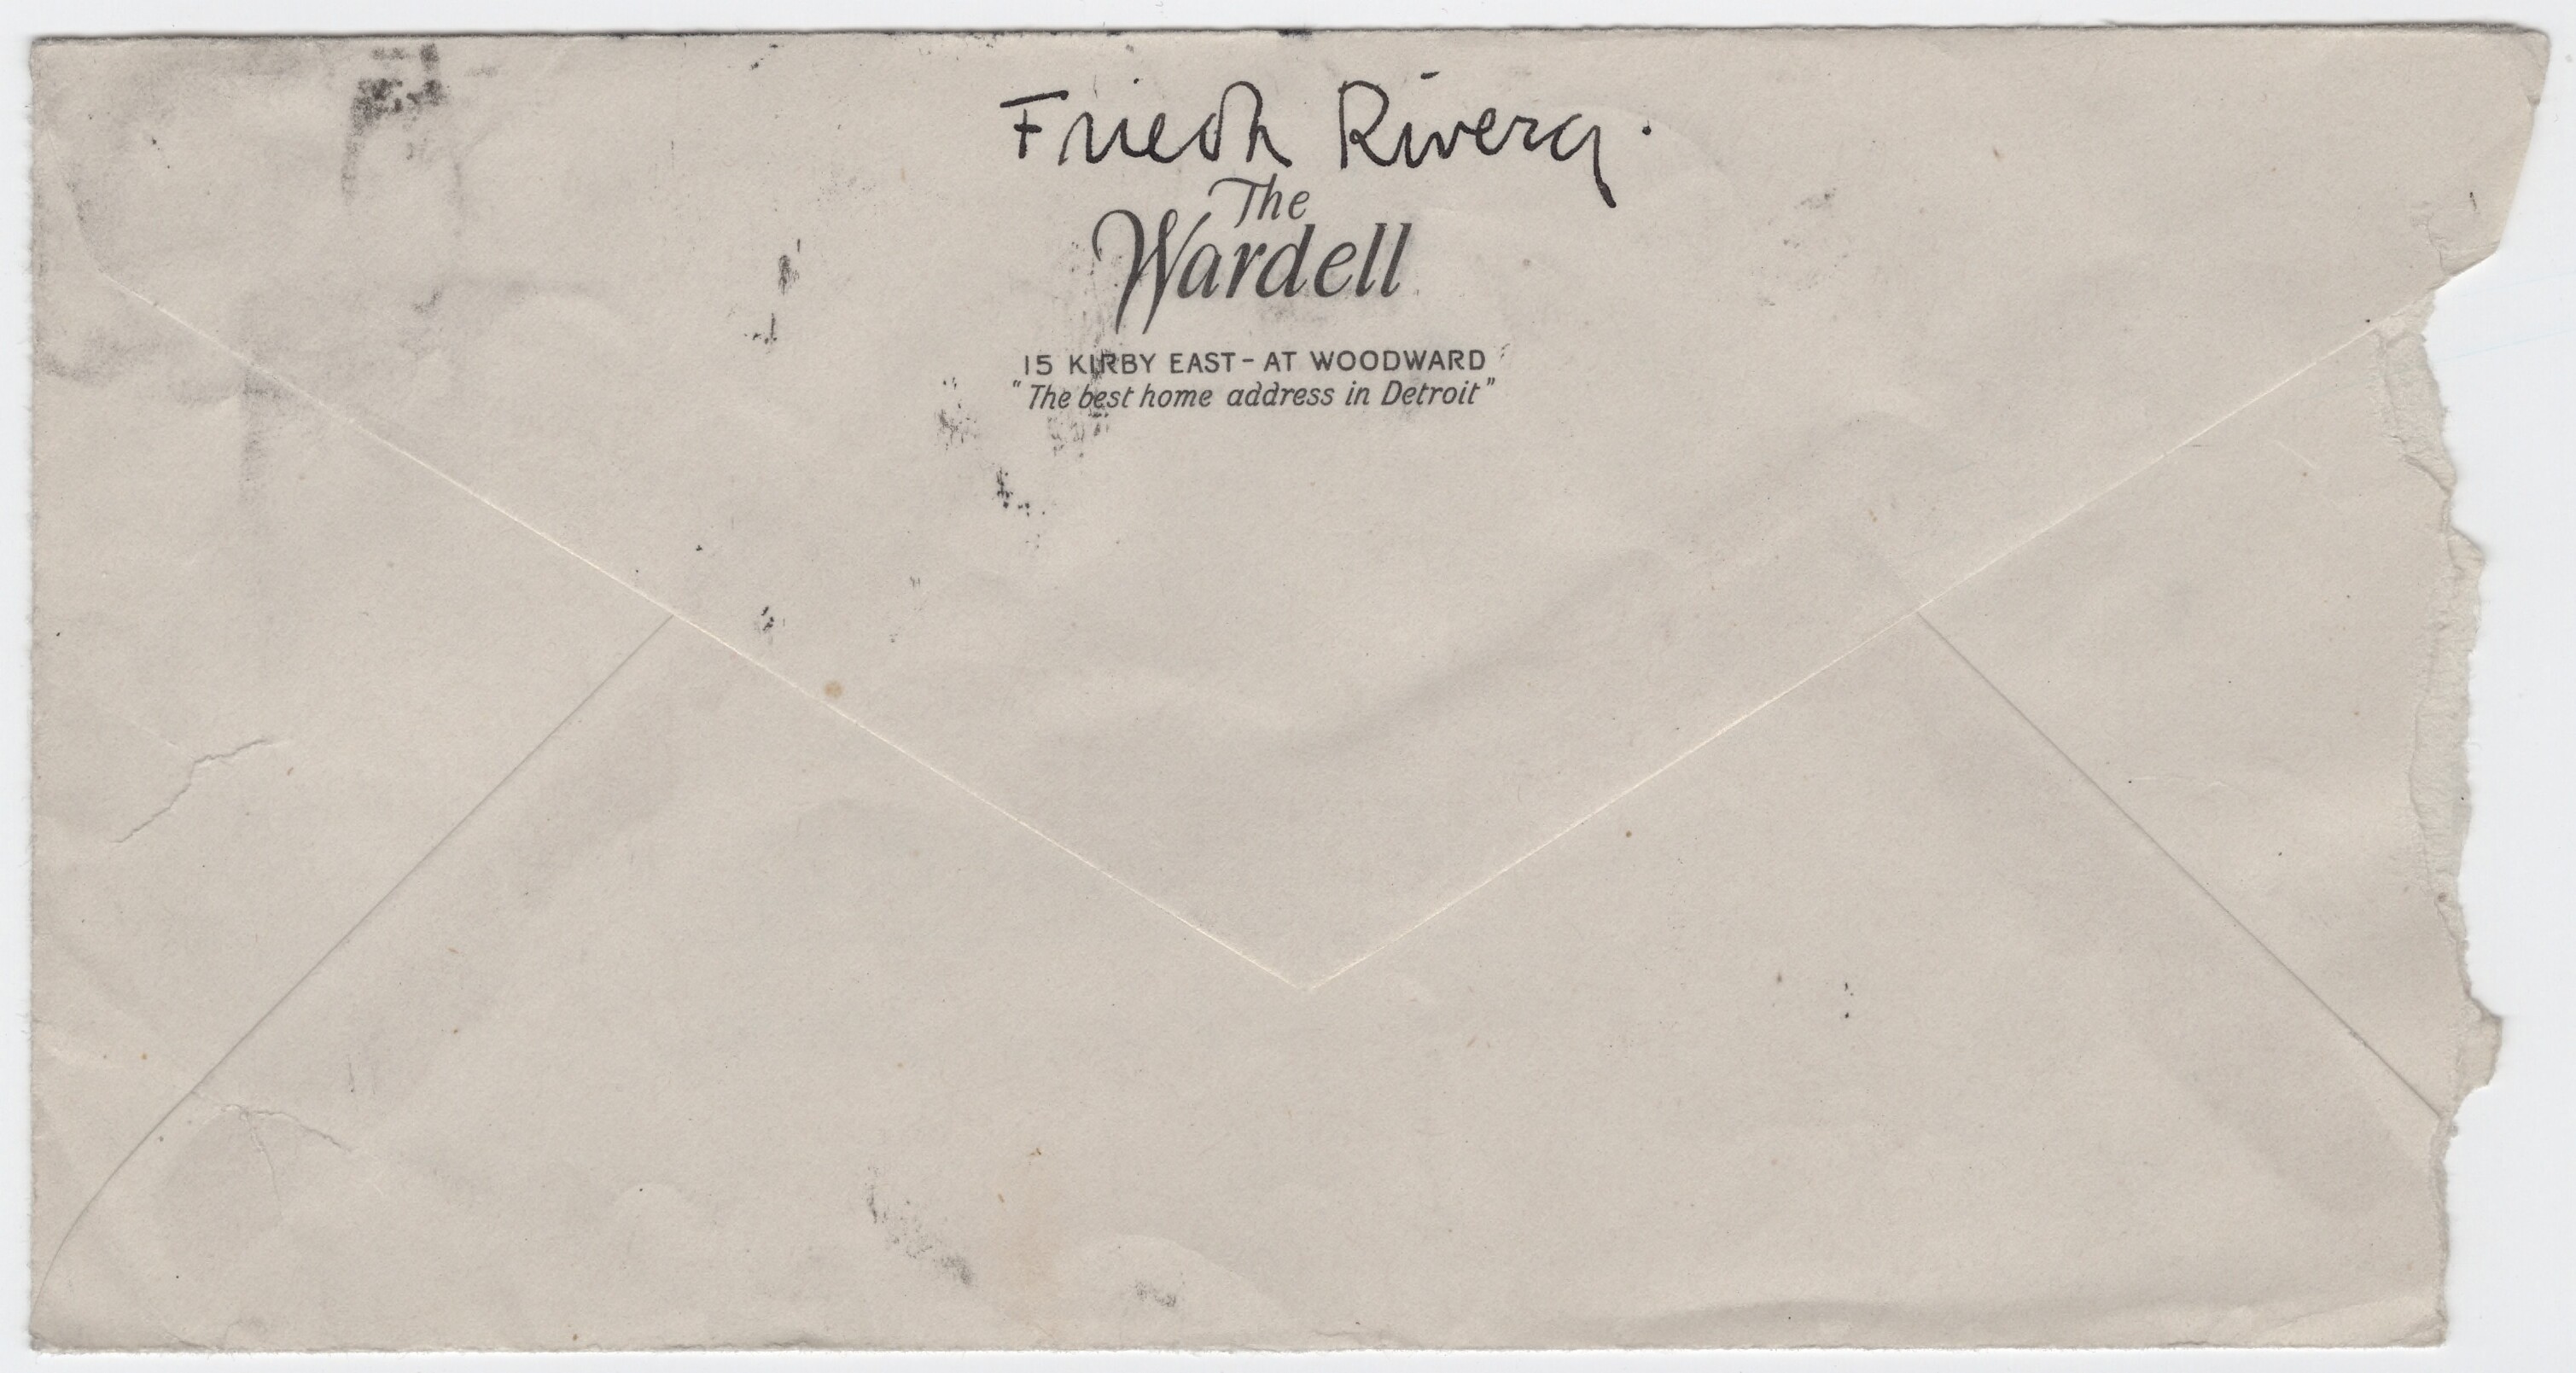 Frieda Rivera.
The
Wardell
15 KIRBY EAST - AT WOODWARD
"The best home address in Detroit"